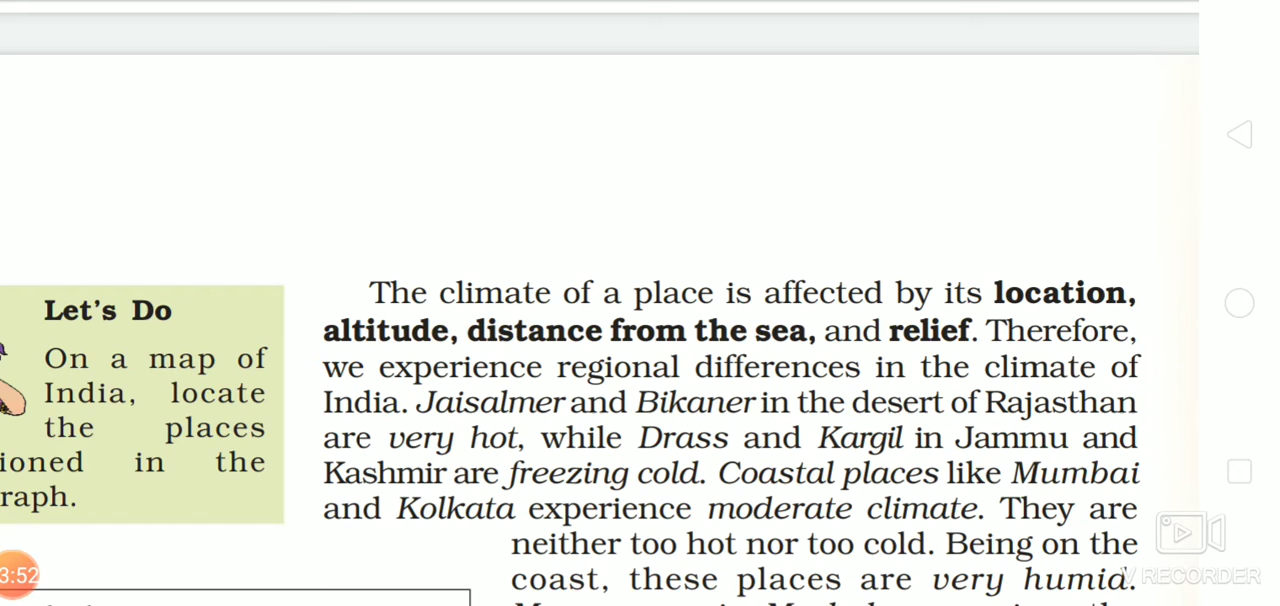 Let's Do
On a map of
India, locate
the places
ioned in the
raph.
The climate of a place is affected by its location,
altitude, distance from the sea, and relief. Therefore,
we experience regional differences in the climate of
India. Jaisalmer and Bikaner in the desert of Rajasthan
are very hot, while Drass and Kargil in Jammu and
Kashmir are freezing cold. Coastal places like Mumbai
and Kolkata experience moderate climate. They are
neither too hot nor too cold. Being on the
coast, these places are very humid.
3:52
V RECORDER